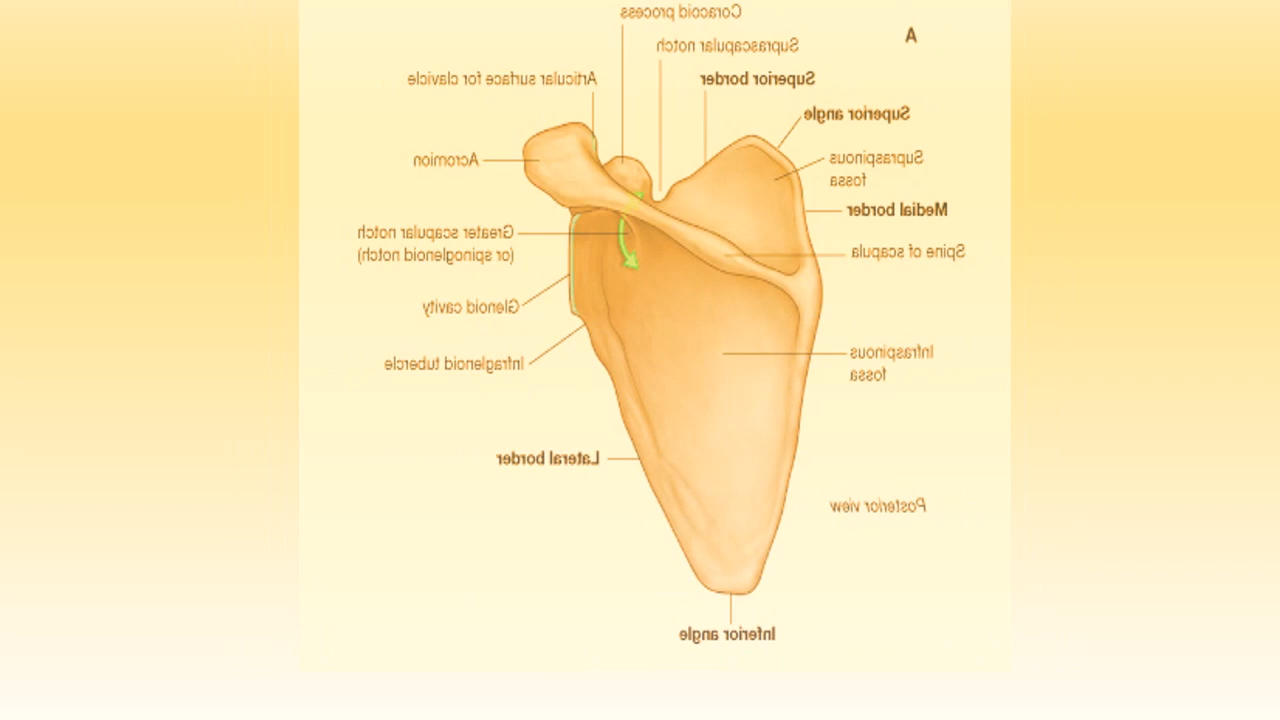 Coracoid process
A
Suprascapular notch
Articular surface for clavicle
Superior border
Superior angle
Acromion
Supraspinous
fossa
Medial border
Greater scapular notch
(or spinoglenoid notch)
Spine of scapula
Glenoid cavity
Infraspinous
fossa
Infraglenoid tubercle
Lateral border
Posterior view
Inferior angle